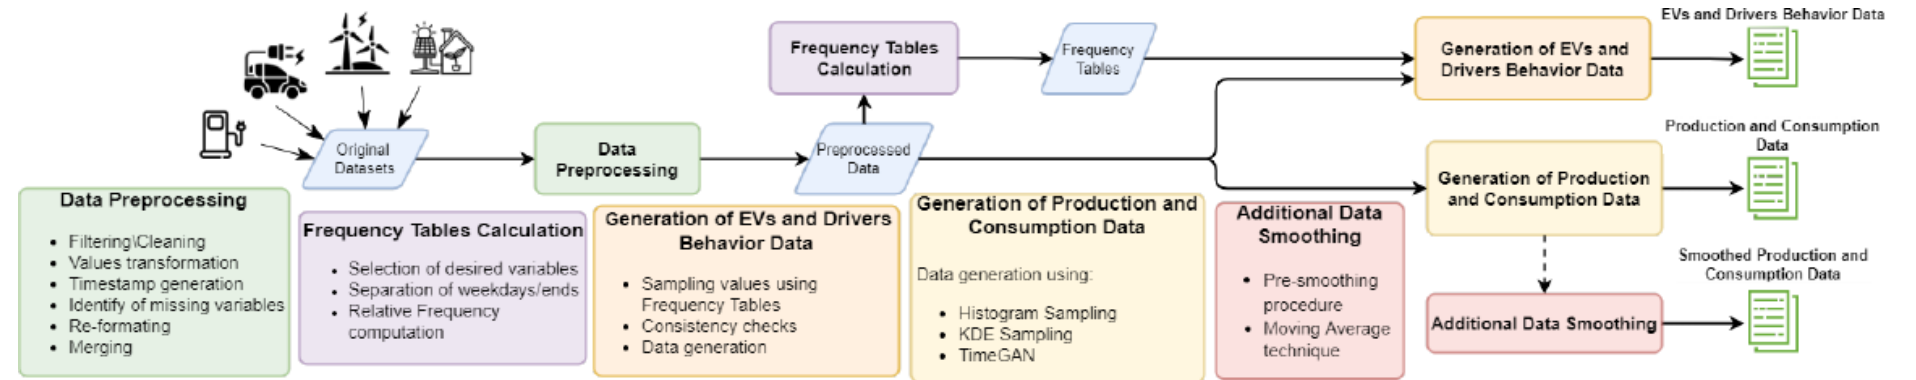 EVs and Drivers Behavior Data
Frequency Tables
Calculation
Frequency
Tables
Generation of EVs and
Drivers Behavior Data
Original
Datasets
Data
Preprocessing
Preprocessed
Data
Production and Consumption
Data
Generation of Production
and Consumption Data
Smoothed Production and
Consumption Data
Additional Data Smoothing
Data Preprocessing
• Filtering\Cleaning
• Values transformation
• Timestamp generation
• Identify of missing variables
• Re-formating
• Merging
Frequency Tables Calculation
• Selection of desired variables
• Separation of weekdays/ends
• Relative Frequency
computation
Generation of EVs and Drivers
Behavior Data
• Sampling values using
Frequency Tables
• Consistency checks
• Data generation
Generation of Production and
Consumption Data
Data generation using:
• Histogram Sampling
• KDE Sampling
• TimeGAN
Additional Data
Smoothing
• Pre-smoothing
procedure
• Moving Average
technique